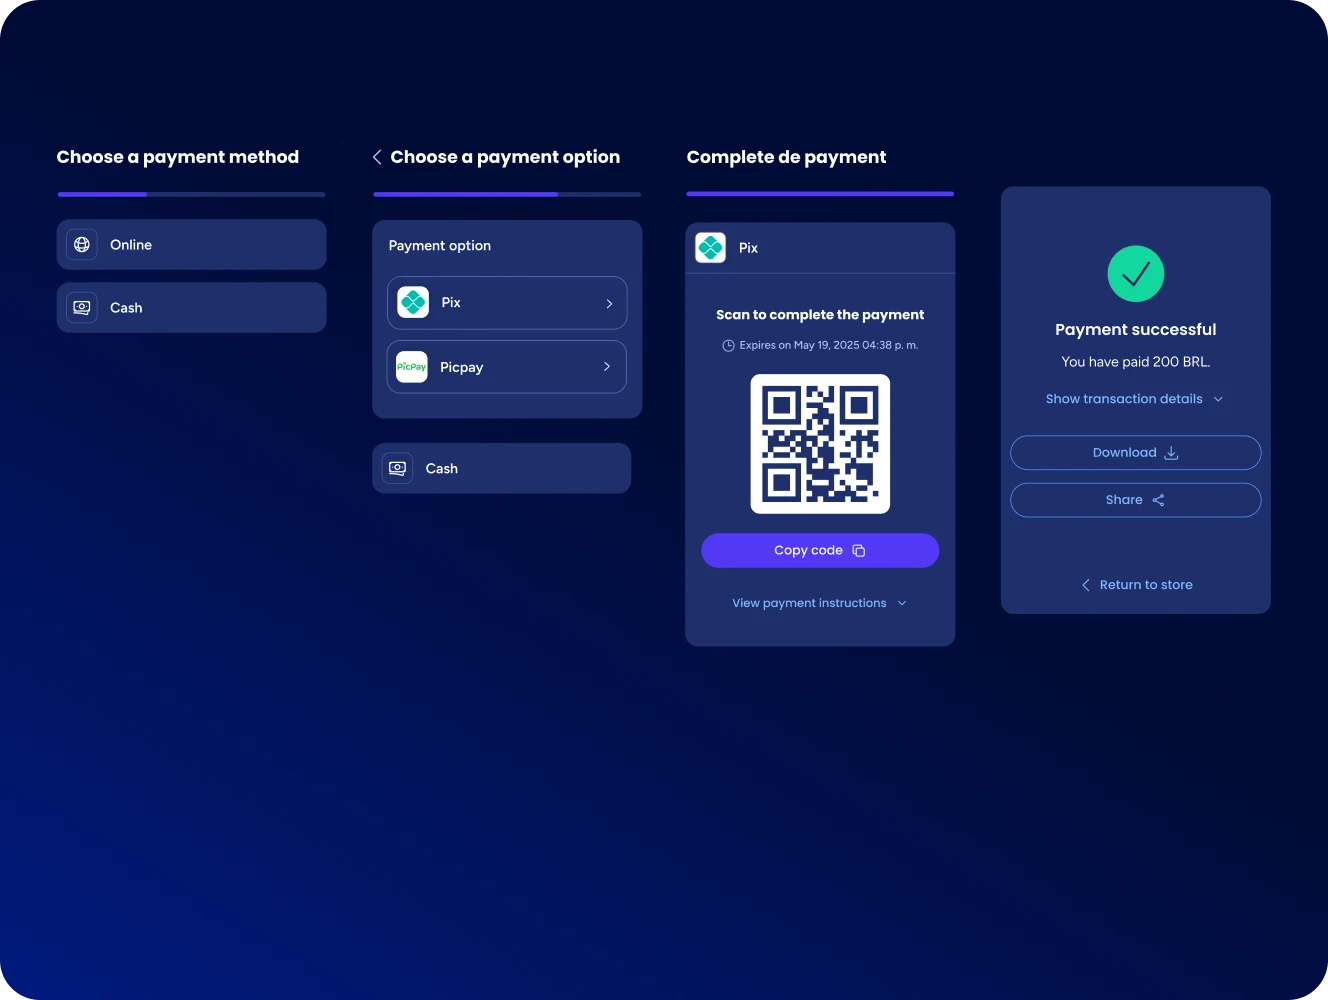 Choose a payment method
Online
Cash
Choose a payment option
Payment option
Pix
PicPay
Picpay
Cash
Complete de payment
Pix
Scan to complete the payment
Expires on May 19, 2025 04:38 p. m.
Copy code
View payment instructions
Payment successful
You have paid 200 BRL.
Show transaction details
Download
Share
Return to store